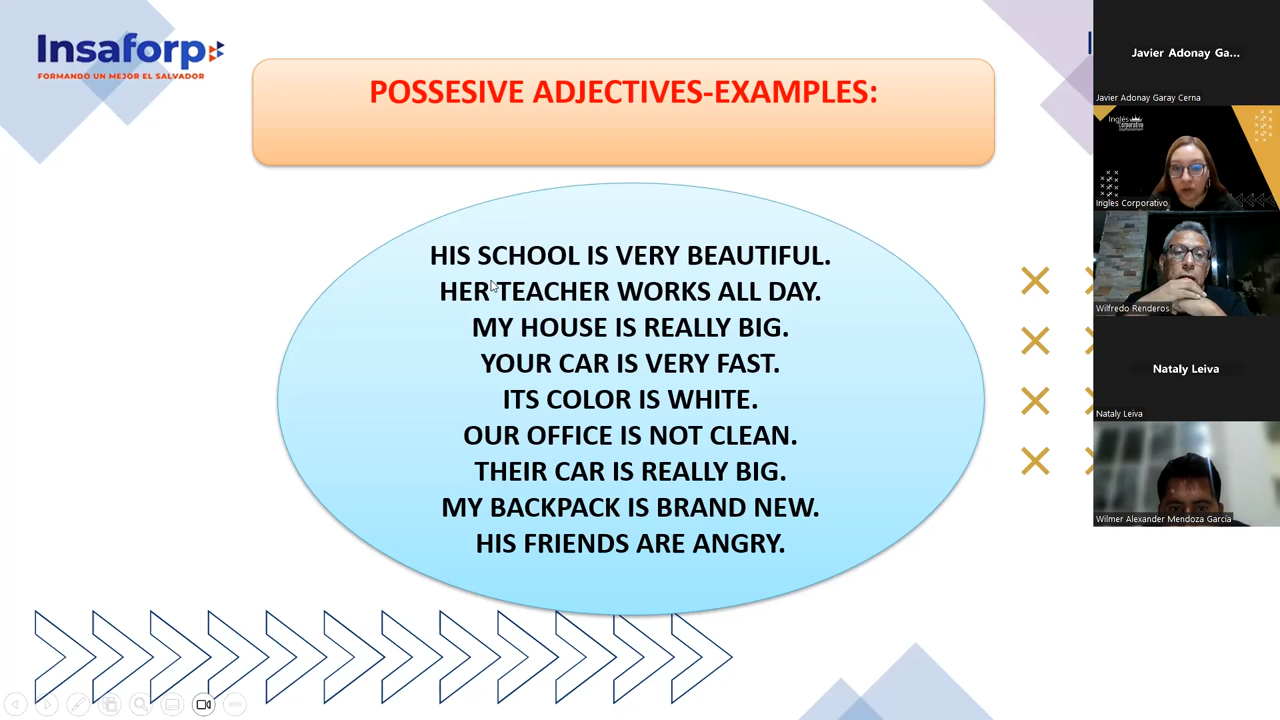 Insaforp
FORMANDO UN MEJOR EL SALVADOR
POSSESIVE ADJECTIVES-EXAMPLES:
HIS SCHOOL IS VERY BEAUTIFUL.
HER TEACHER WORKS ALL DAY.
MY HOUSE IS REALLY BIG.
YOUR CAR IS VERY FAST.
ITS COLOR IS WHITE.
OUR OFFICE IS NOT CLEAN.
THEIR CAR IS REALLY BIG.
MY BACKPACK IS BRAND NEW.
HIS FRIENDS ARE ANGRY.
Javier Adonay Ga...
Javier Adonay Garay Cerna
Inglés
Corporativo
Ingles Corporativo
Wilfredo Renderos
Nataly Leiva
Nataly Leiva
Wilmer Alexander Mendoza García